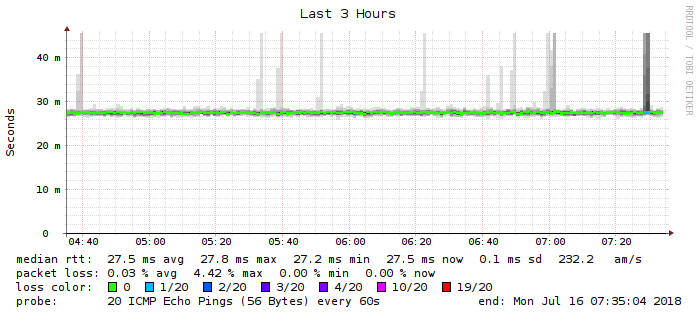 Last 3 Hours
RRDTOOL / TOBI OETIKER
Seconds
40 m
30 m
20 m
10 m
0
04:40 05:00 05:20 05:40 06:00 06:20 06:40 07:00 07:20
median rtt: 27.5 ms avg 27.8 ms max 27.2 ms min 27.5 ms now 0.1 ms sd 232.2 am/s
packet loss: 0.03 % avg 4.42 % max 0.00 % min 0.00 % now
loss color: 0 1/20 2/20 3/20 4/20 10/20 19/20
probe: 20 ICMP Echo Pings (56 Bytes) every 60s end: Mon Jul 16 07:35:04 2018